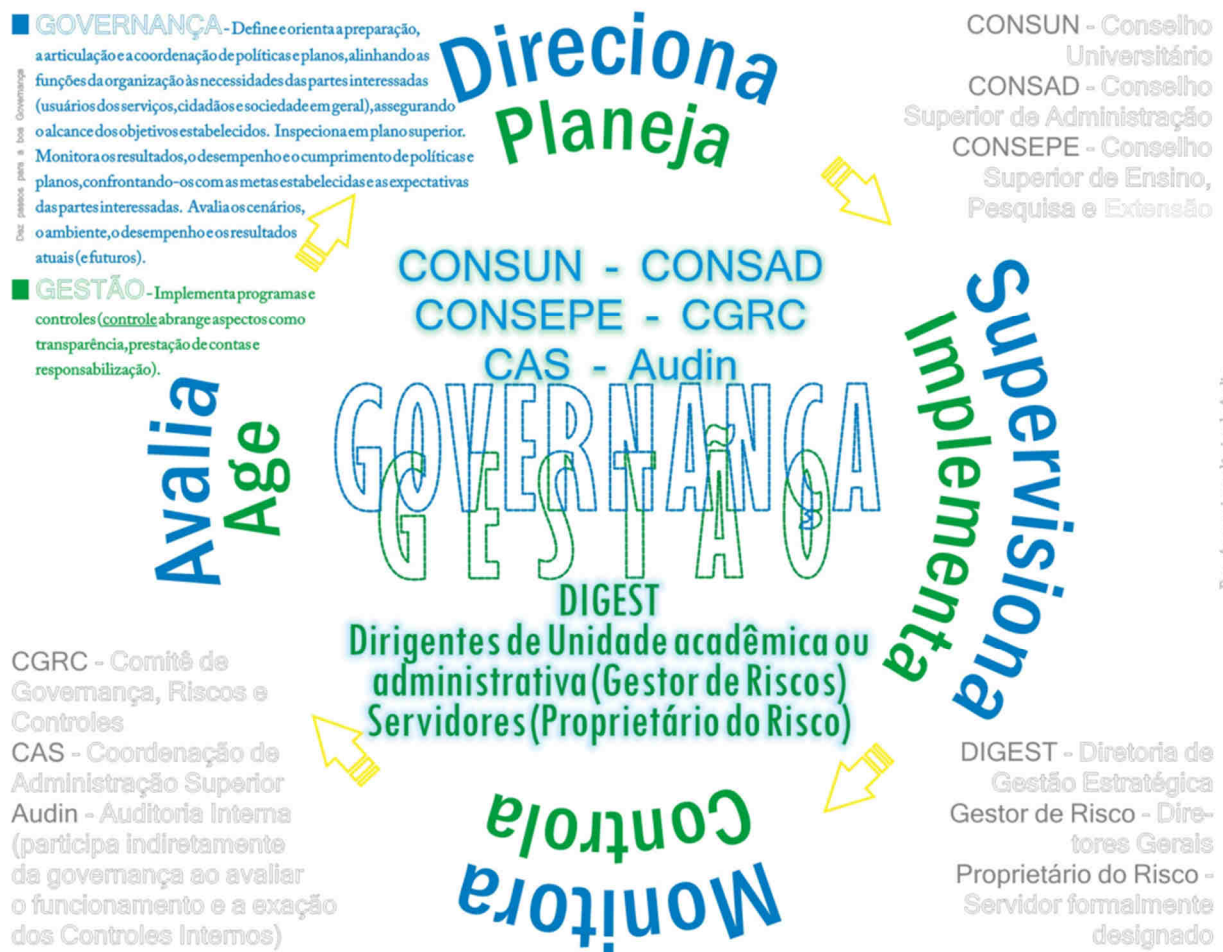 GOVERNANÇA - Define e orienta a preparação,
a articulação e a coordenação de políticas e planos, alinhando as
funções da organização às necessidades das partes interessadas
(usuários dos serviços, cidadãos e sociedade em geral), assegurando
o alcance dos objetivos estabelecidos. Inspeciona em plano superior.
Monitora os resultados, o desempenho e o cumprimento de políticas e
planos, confrontando-os com as metas estabelecidas e as expectativas
das partes interessadas. Avalia os cenários,
o ambiente, o desempenho e os resultados
atuais (e futuros).
Dez passos para a boa Governança
GESTÃO - Implementa programas e
controles (controle abrange aspectos como
transparência, prestação de contas e
responsabilização).
Direciona
Planeja
CONSUN - Conselho
Universitário
CONSAD - Conselho
Superior de Administração
CONSEPE - Conselho
Superior de Ensino,
Pesquisa e Extensão
Supervisiona
Implementa
CONSUN - CONSAD
CONSEPE - CGRC
CAS - Audin
GOVERNANÇA
GESTÃO
DIGEST
Dirigentes de Unidade acadêmica ou
administrativa (Gestor de Riscos)
Servidores (Proprietário do Risco)
Avalia
Age
Controla
Monitora
CGRC - Comitê de
Governança, Riscos e
Controles
CAS - Coordenação de
Administração Superior
Audin - Auditoria Interna
(participa indiretamente
da governança ao avaliar
o funcionamento e a exação
dos Controles Internos)
DIGEST - Diretoria de
Gestão Estratégica
Gestor de Risco - Dire-
tores Gerais
Proprietário do Risco -
Servidor formalmente
designado